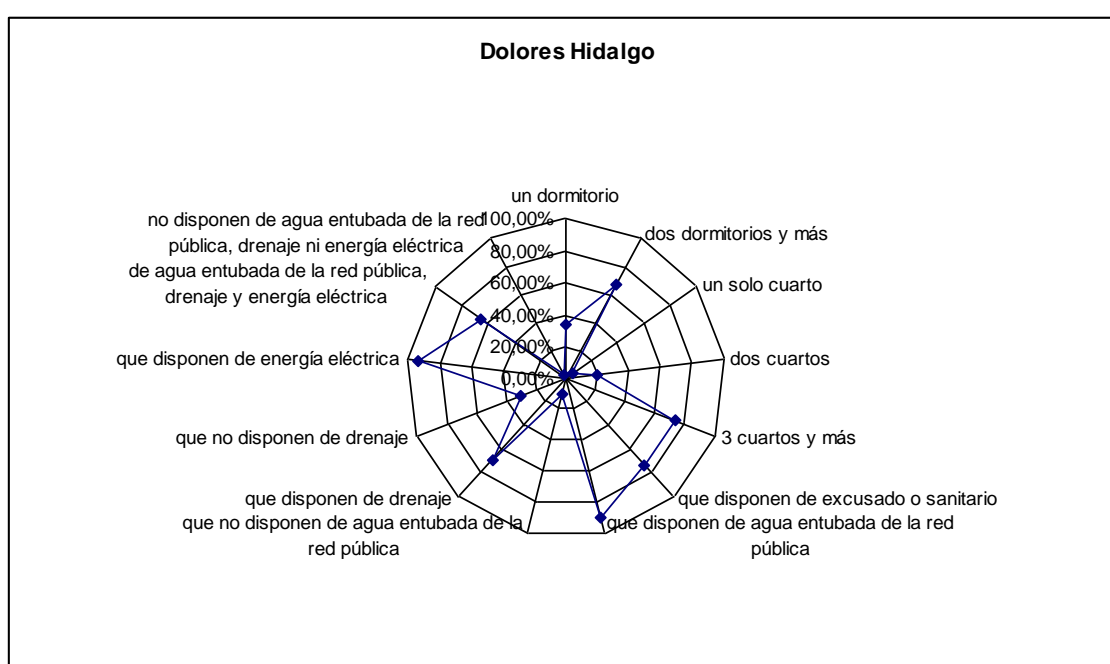 Dolores Hidalgo
un dormitorio
dos dormitorios y más
un solo cuarto
dos cuartos
3 cuartos y más
que disponen de excusado o sanitario
que disponen de agua entubada de la red
pública
que no disponen de agua entubada de la
red pública
que disponen de drenaje
que no disponen de drenaje
que disponen de energía eléctrica
de agua entubada de la red pública,
drenaje y energía eléctrica
no disponen de agua entubada de la red
pública, drenaje ni energía eléctrica
100,00%
80,00%
60,00%
40,00%
20,00%
0,00%